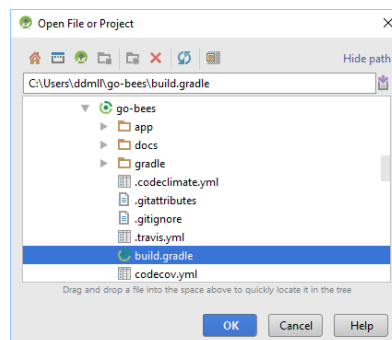 Open File or Project
Hide path
C:\Users\ddmll\go-bees\build.gradle
go-bees
app
docs
gradle
.codeclimate.yml
.gitattributes
.gitignore
.travis.yml
build.gradle
codecov.yml
Drag and drop a file into the space above to quickly locate it in the tree
OK Cancel Help